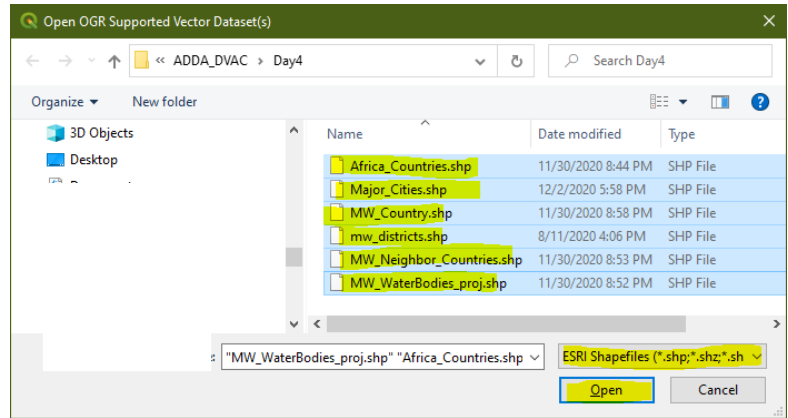 Open OGR Supported Vector Dataset(s)
« ADDA_DVAC > Day4
Search Day4
Organize
New folder
3D Objects
Desktop
Name
Date modified
Type
Africa_Countries.shp 11/30/2020 8:44 PM SHP File
Major_Cities.shp 12/2/2020 5:58 PM SHP File
MW_Country.shp 11/30/2020 8:58 PM SHP File
mw_districts.shp 8/11/2020 4:06 PM SHP File
MW_Neighbor_Countries.shp 11/30/2020 8:53 PM SHP File
MW_WaterBodies_proj.shp 11/30/2020 8:52 PM SHP File
"MW_WaterBodies_proj.shp" "Africa_Countries.shp
ESRI Shapefiles (*.shp;*.shz;*.sh
Open
Cancel